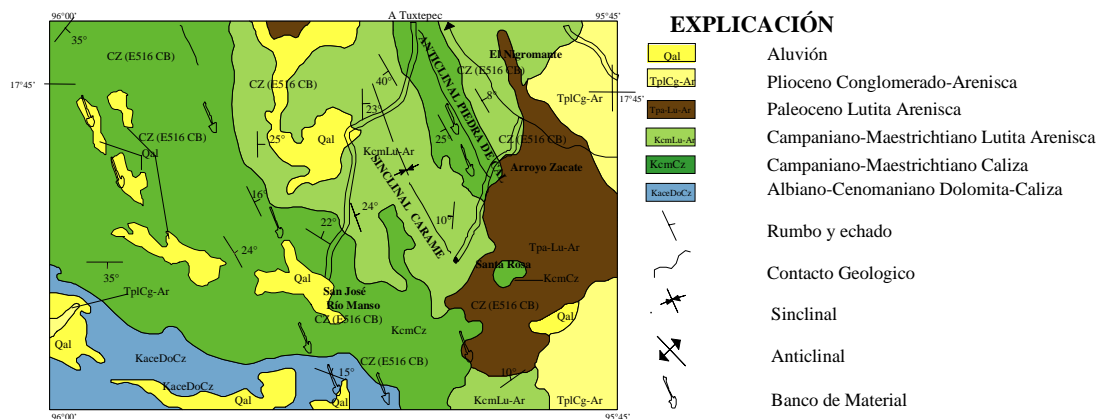 96°00'
A Tuxtepec
95°45'
35°
CZ (E516 CB)
CZ (E516 CB)
ANTICLINAL PIEDRA DE CAL
El Nigromante
CZ (E516 CB)
17°45'
40°
8°
TplCg-Ar
17°45'
23°
CZ (E516 CB)
Qal
25°
Qal
KcmLu-Ar
25°
CZ (E516 CB)
SINCLINAL CARAME
Arroyo Zacate
16°
24°
10°
22°
24°
Tpa-Lu-Ar
35°
Qal
Santa Rosa
KcmCz
TplCg-Ar
San José
Río Manso
CZ (E516 CB)
CZ (E516 CB)
Qal
KcmCz
Qal
KaceDoCz
CZ (E516 CB)
15°
10°
KaceDoCz
Qal
Qal
KcmLu-Ar
TplCg-Ar
96°00'
95°45'
EXPLICACIÓN
Qal
Aluvión
TplCg-Ar
Plioceno Conglomerado-Arenisca
Tpa-Lu-Ar
Paleoceno Lutita Arenisca
KcmLu-Ar
Campaniano-Maestrichtiano Lutita Arenisca
KcmCz
Campaniano-Maestrichtiano Caliza
KaceDoCz
Albiano-Cenomaniano Dolomita-Caliza
Rumbo y echado
Contacto Geologico
Sinclinal
Anticlinal
Banco de Material